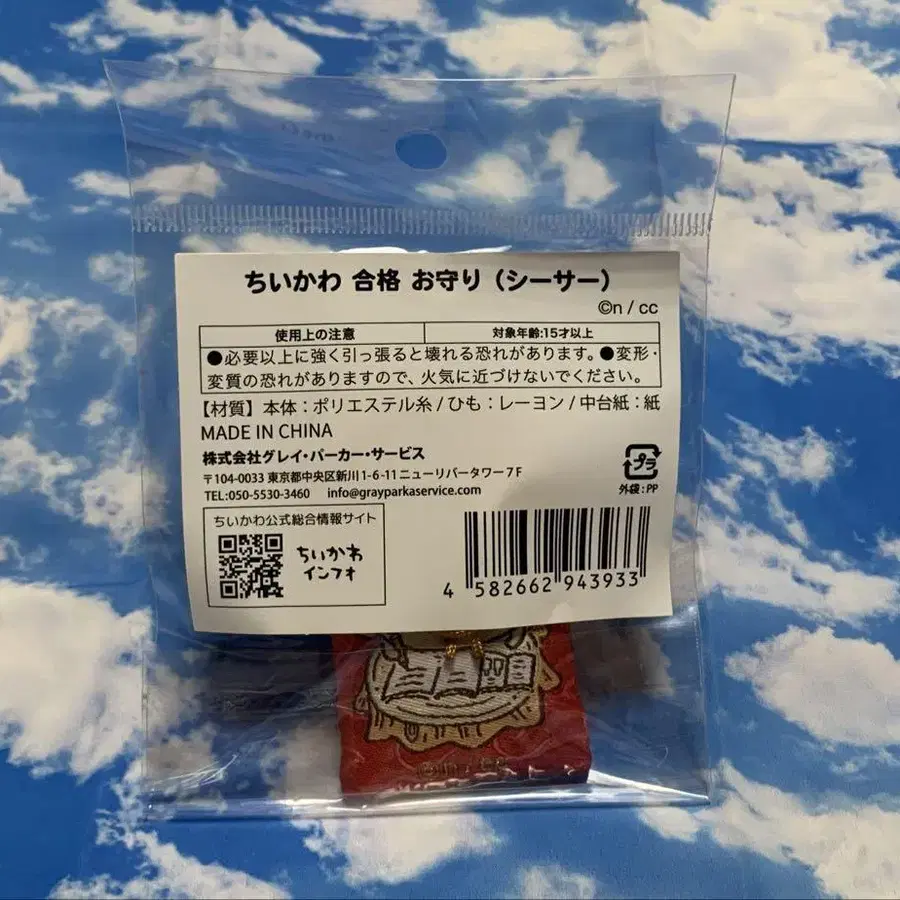 ちいかわ 合格 お守り（シーサー）
©n / cc
使用上の注意 対象年齢:15才以上
●必要以上に強く引っ張ると壊れる恐れがあります。●変形・
変質の恐れがありますので、火気に近づけないでください。
【材質】本体：ポリエステル糸 / ひも：レーヨン / 中台紙：紙
MADE IN CHINA
株式会社グレイ・パーカー・サービス
〒104-0033 東京都中央区新川1-6-11 ニューリバータワー7F
TEL:050-5530-3460 info@grayparkaservice.com
プラ
外袋：PP
ちいかわ公式総合情報サイト
ちいかわ
インフォ
4 582662 943933